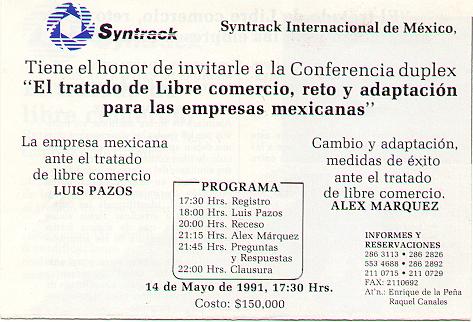 Syntrack
Syntrack Internacional de México,
Tiene el honor de invitarle a la Conferencia duplex
"El tratado de Libre comercio, reto y adaptación
para las empresas mexicanas"
La empresa mexicana
ante el tratado
de libre comercio
LUIS PAZOS
Cambio y adaptación,
medidas de éxito
ante el tratado
de libre comercio.
ALEX MARQUEZ
PROGRAMA
17:30 Hrs. Registro
18:00 Hrs. Luis Pazos
20:00 Hrs. Receso
21:15 Hrs. Alex Márquez
21:45 Hrs. Preguntas
y Respuestas
22:00 Hrs. Clausura
14 de Mayo de 1991, 17:30 Hrs.
Costo: $150,000
INFORMES Y
RESERVACIONES
286 3113 • 286 2826
553 4688 • 286 2892
211 0715 • 211 0729
FAX: 2110692
At'n.: Enrique de la Peña
Raquel Canales